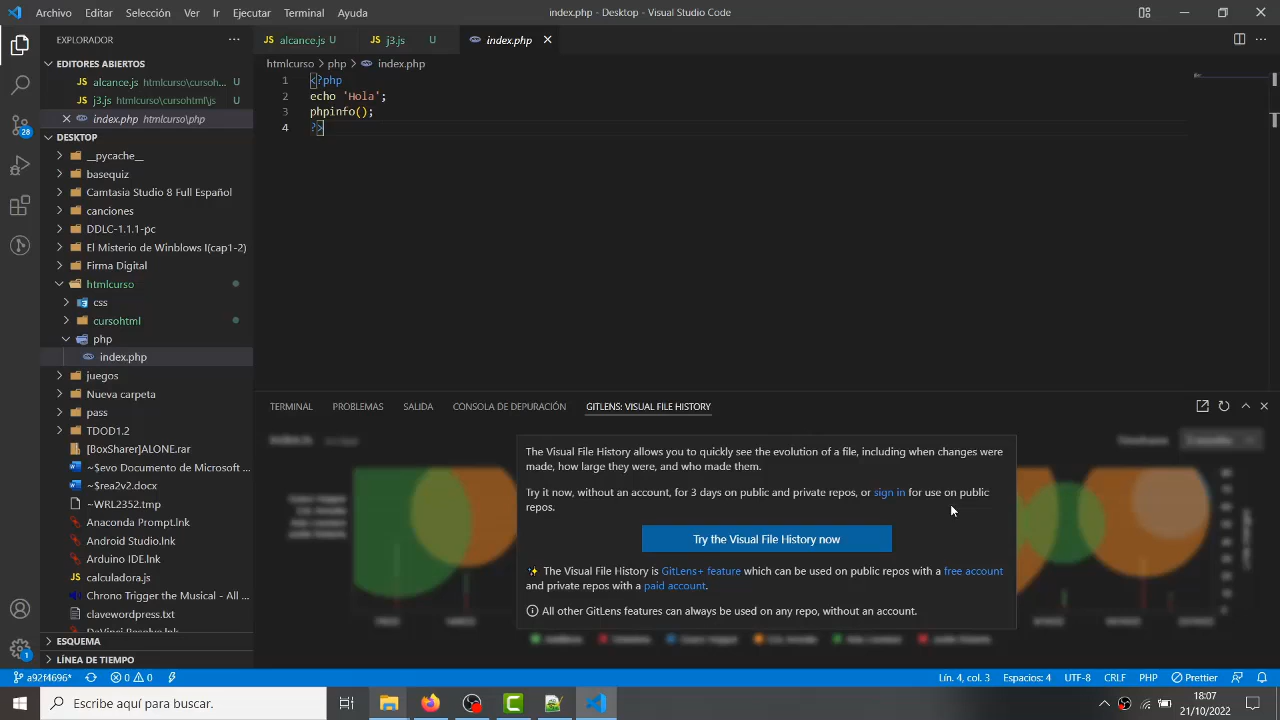 Archivo Editar Selección Ver Ir Ejecutar Terminal Ayuda
index.php - Desktop - Visual Studio Code
EXPLORADOR
EDITORES ABIERTOS
JS alcance.js htmlcurso\cursoh... U
JS j3.js htmlcurso\cursohtml\js U
index.php htmlcurso\php
28
DESKTOP
__pycache__
basequiz
Camtasia Studio 8 Full Español
canciones
DDLC-1.1.1-pc
El Misterio de Winblows I(cap1-2)
Firma Digital
htmlcurso
css
cursohtml
php
index.php
juegos
Nueva carpeta
pass
TDOD1.2
[BoxSharer]ALONE.rar
~$evo Documento de Microsoft ...
~$rea2v2.docx
~WRL2352.tmp
Anaconda Prompt.lnk
Android Studio.lnk
Arduino IDE.lnk
calculadora.js
Chrono Trigger the Musical - All ...
clavewordpress.txt
DaVinci Resolve.lnk
ESQUEMA
LÍNEA DE TIEMPO
1
JS alcance.js U
JS j3.js U
index.php
htmlcurso > php > index.php
1 <?php
2 echo 'Hola';
3 phpinfo();
4 ?>
TERMINAL PROBLEMAS SALIDA CONSOLA DE DEPURACIÓN GITLENS: VISUAL FILE HISTORY
The Visual File History allows you to quickly see the evolution of a file, including when changes were
made, how large they were, and who made them.
Try it now, without an account, for 3 days on public and private repos, or sign in for use on public
repos.
Try the Visual File History now
✨ The Visual File History is GitLens+ feature which can be used on public repos with a free account
and private repos with a paid account.
All other GitLens features can always be used on any repo, without an account.
a92f4696* 0 0
Lín. 4, col. 3 Espacios: 4 UTF-8 CRLF PHP Prettier
Escribe aquí para buscar.
18:07
21/10/2022